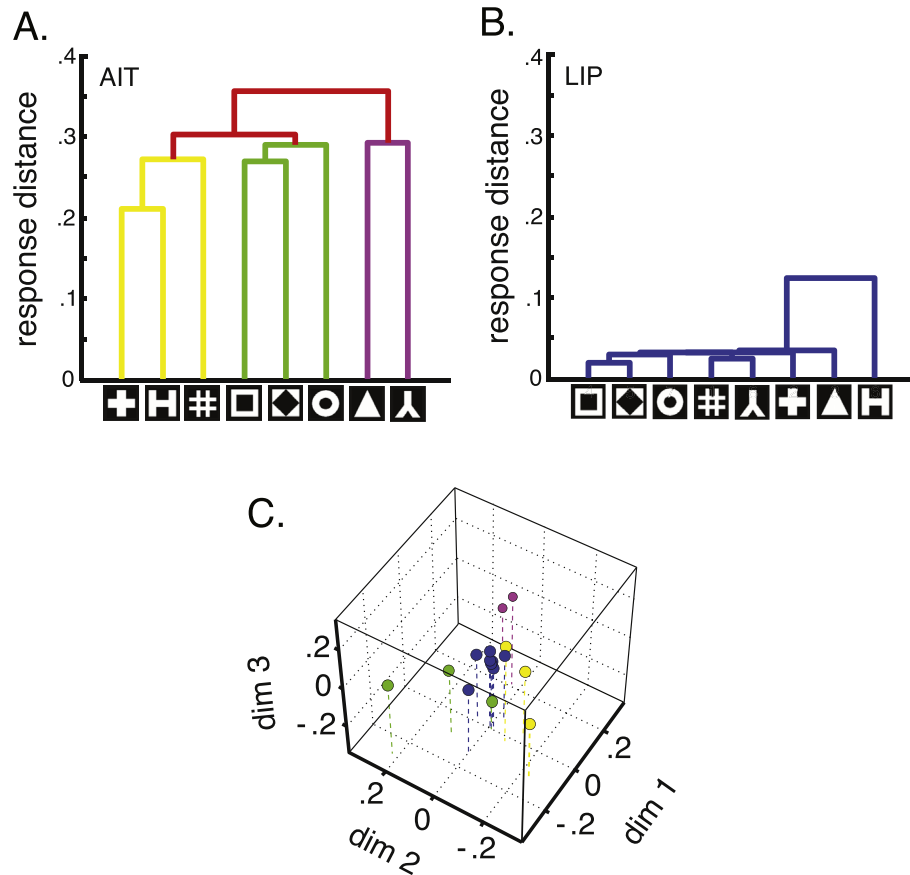 A.
.4
AIT
.3
.2
.1
0
response distance
B.
.4
LIP
.3
.2
.1
0
response distance
C.
.2
0
-.2
dim 3
.2
0
-.2
dim 2
.2
0
-.2
dim 1